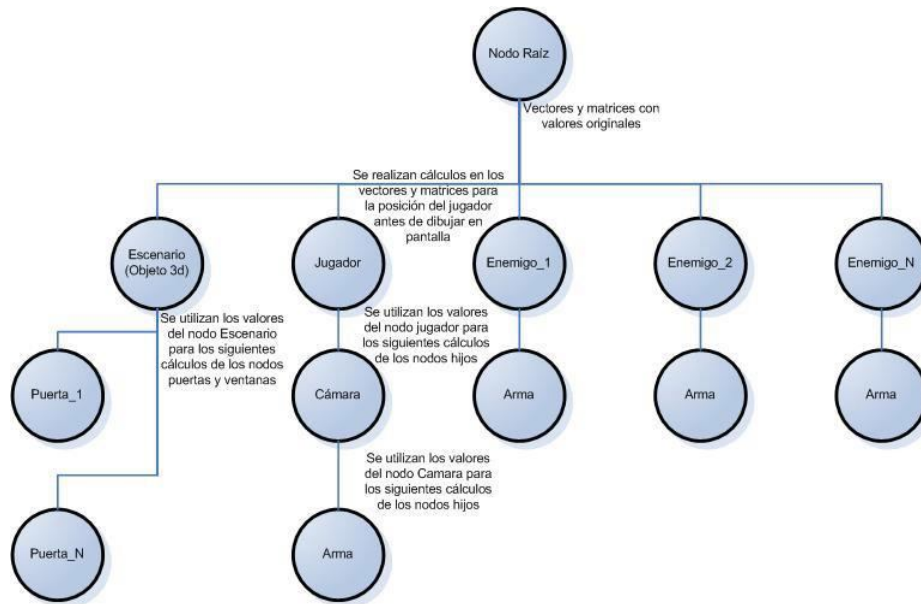 Nodo Raíz
Vectores y matrices con
valores originales
Se realizan cálculos en los
vectores y matrices para
la posición del jugador
antes de dibujar en
pantalla
Escenario
(Objeto 3d)
Jugador
Enemigo_1
Enemigo_2
Enemigo_N
Se utilizan los valores
del nodo Escenario
para los siguientes
cálculos de los nodos
puertas y ventanas
Se utilizan los valores
del nodo jugador para
los siguientes cálculos
de los nodos hijos
Puerta_1
Cámara
Arma
Arma
Arma
Se utilizan los valores
del nodo Camara para
los siguientes cálculos
de los nodos hijos
Puerta_N
Arma